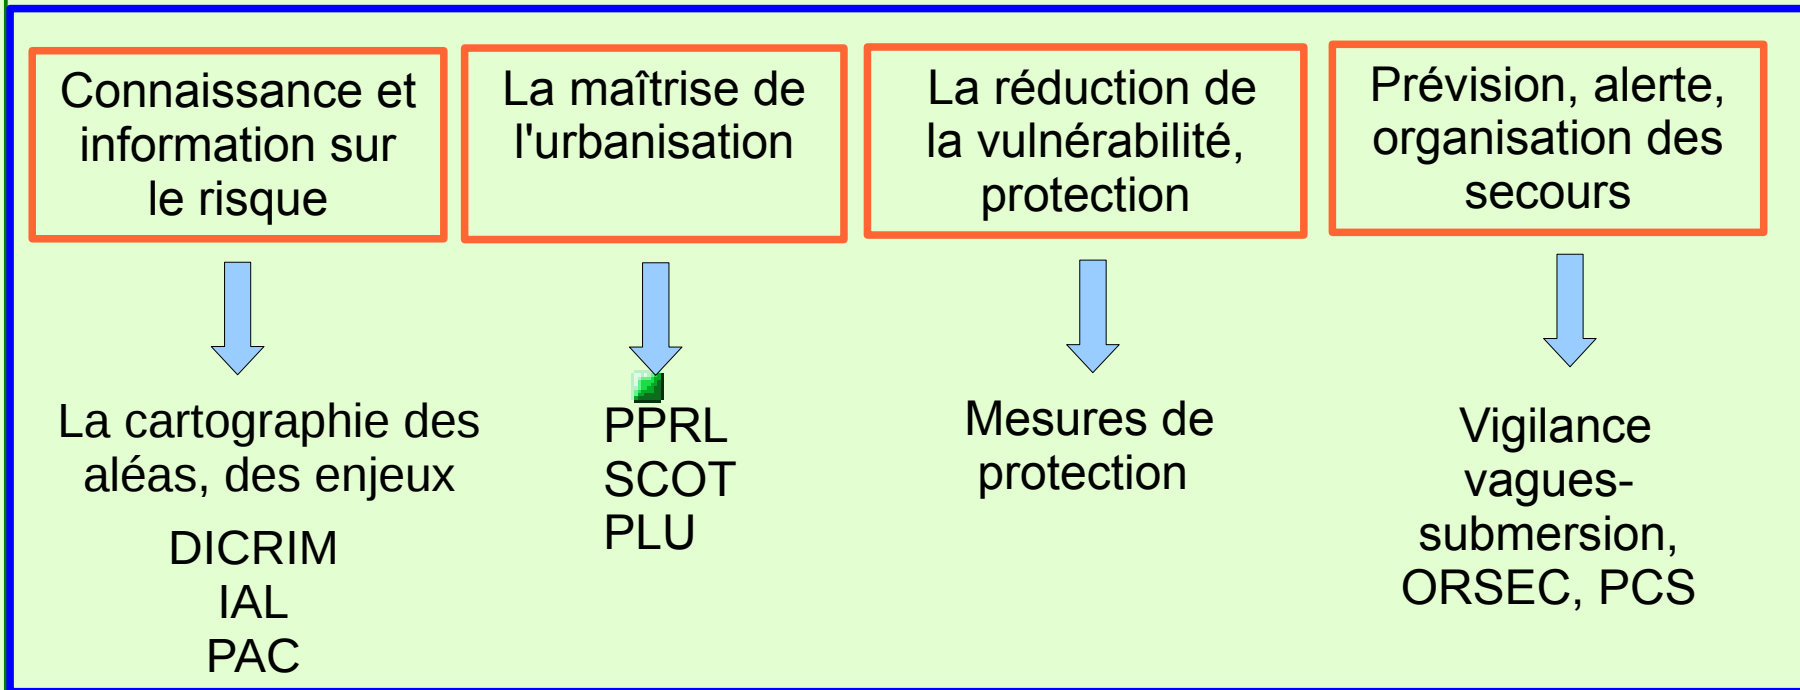 Connaissance et
information sur
le risque
La maîtrise de
l'urbanisation
La réduction de
la vulnérabilité,
protection
Prévision, alerte,
organisation des
secours
La cartographie des
aléas, des enjeux
DICRIM
IAL
PAC
PPRL
SCOT
PLU
Mesures de
protection
Vigilance
vagues-
submersion,
ORSEC, PCS